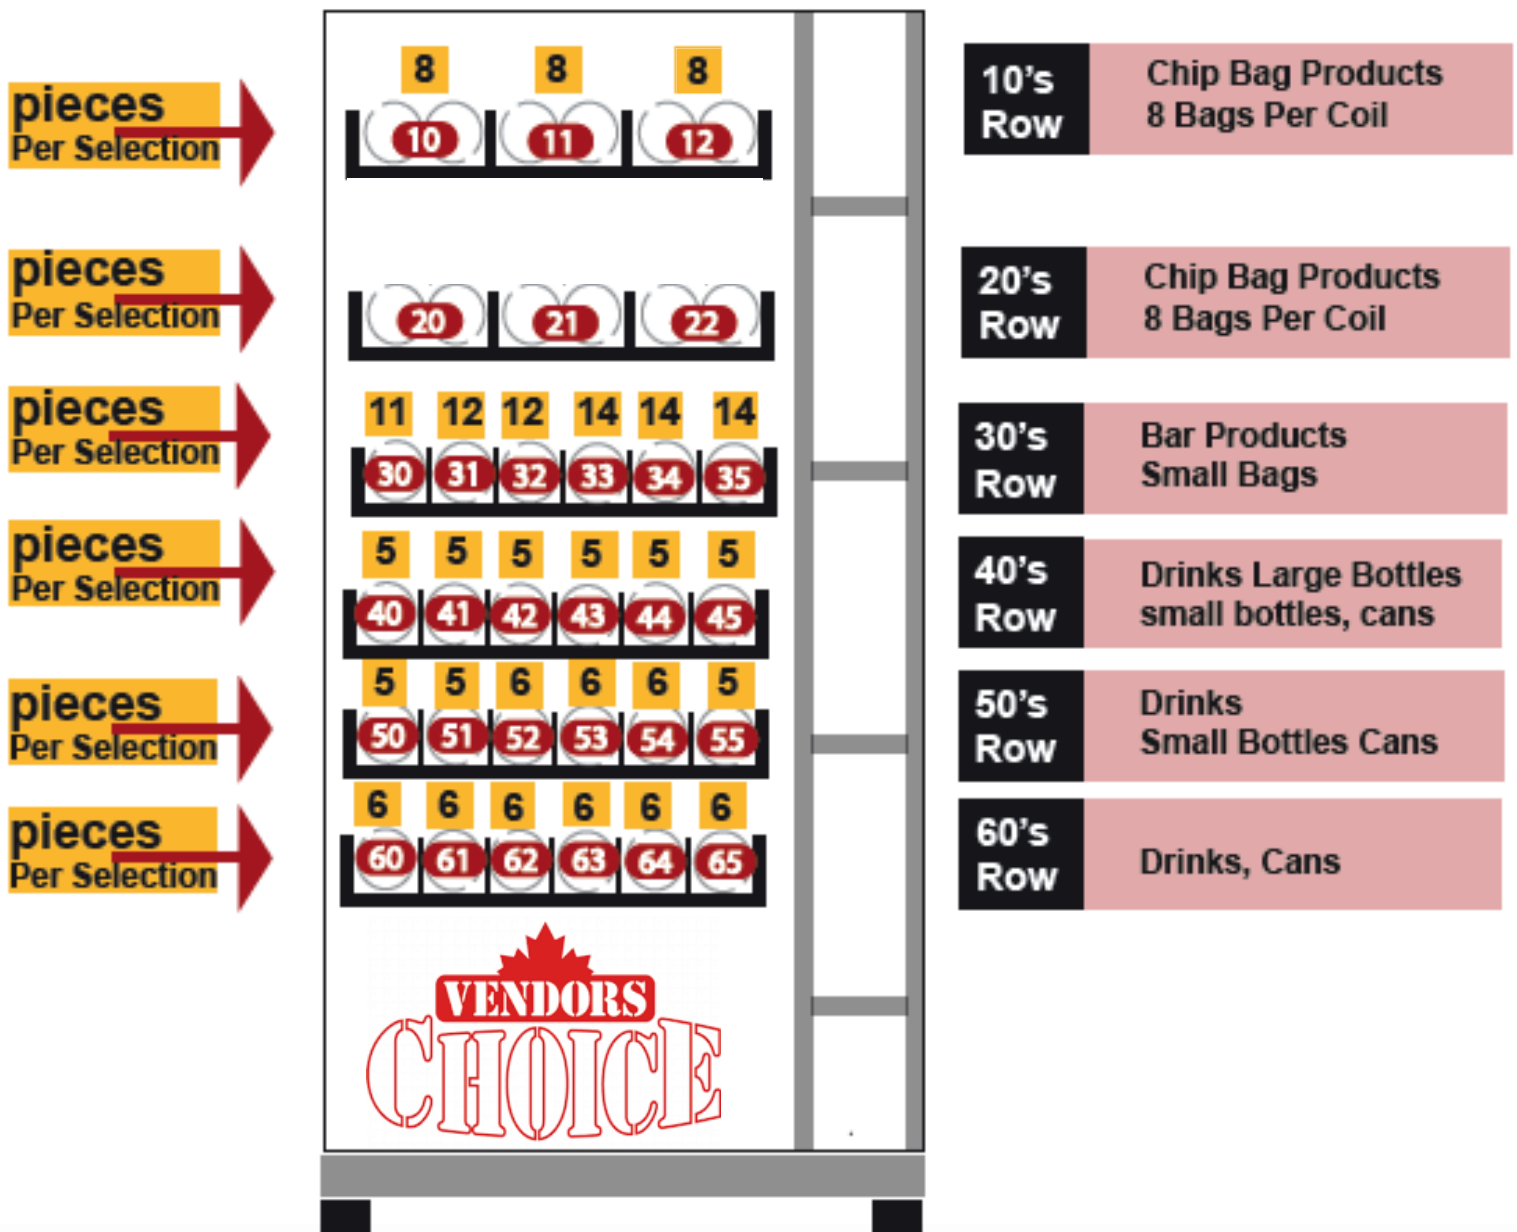 8 8 8
pieces
Per Selection
10 11 12
10's
Row
Chip Bag Products
8 Bags Per Coil
pieces
Per Selection
20 21 22
20's
Row
Chip Bag Products
8 Bags Per Coil
11 12 12 14 14 14
pieces
Per Selection
30 31 32 33 34 35
30's
Row
Bar Products
Small Bags
5 5 5 5 5 5
pieces
Per Selection
40 41 42 43 44 45
40's
Row
Drinks Large Bottles
small bottles, cans
5 5 6 6 6 5
pieces
Per Selection
50 51 52 53 54 55
50's
Row
Drinks
Small Bottles Cans
6 6 6 6 6 6
pieces
Per Selection
60 61 62 63 64 65
60's
Row
Drinks, Cans
VENDORS
CHOICE